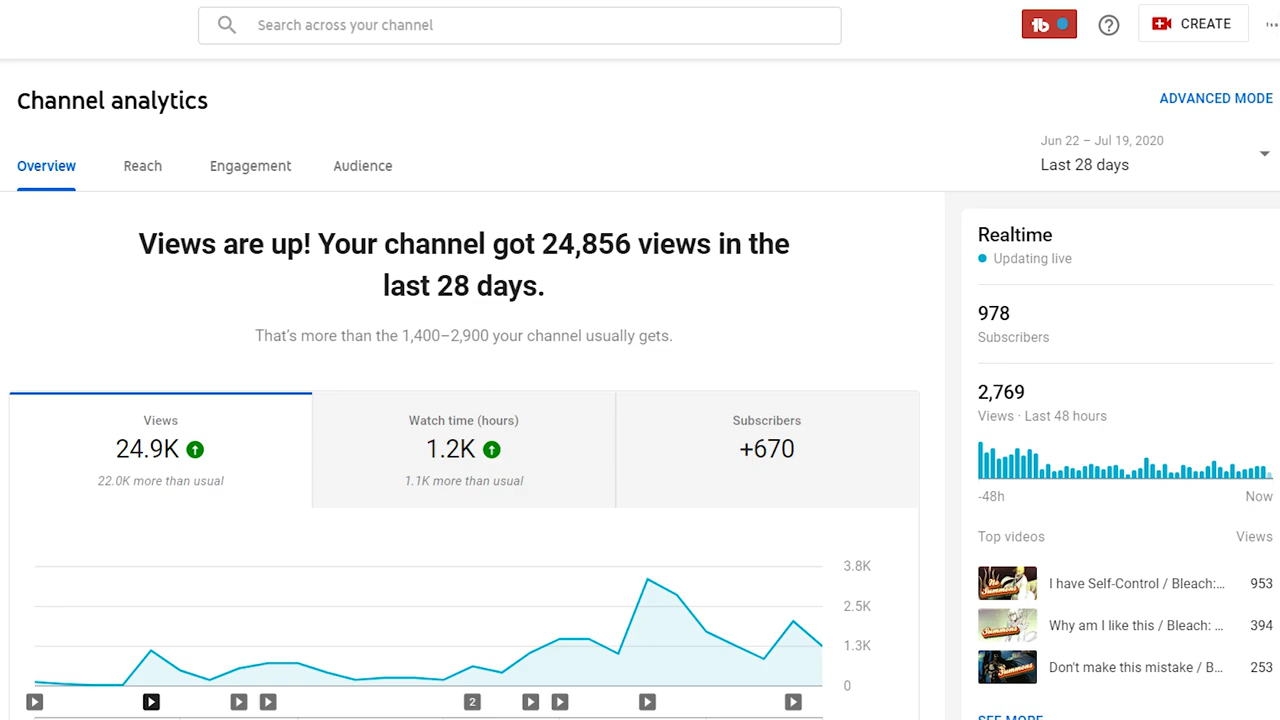 Search across your channel
tb
CREATE
Channel analytics
ADVANCED MODE
Jun 22 – Jul 19, 2020
Last 28 days
Overview
Reach
Engagement
Audience
Views are up! Your channel got 24,856 views in the
last 28 days.
That's more than the 1,400–2,900 your channel usually gets.
Views
24.9K
22.0K more than usual
Watch time (hours)
1.2K
1.1K more than usual
Subscribers
+670
3.8K
2.5K
1.3K
0
2
Realtime
Updating live
978
Subscribers
2,769
Views · Last 48 hours
-48h
Now
Top videos
Views
I have Self-Control / Bleach:...
953
Why am I like this / Bleach: ...
394
Don't make this mistake / B...
253
SEE MORE